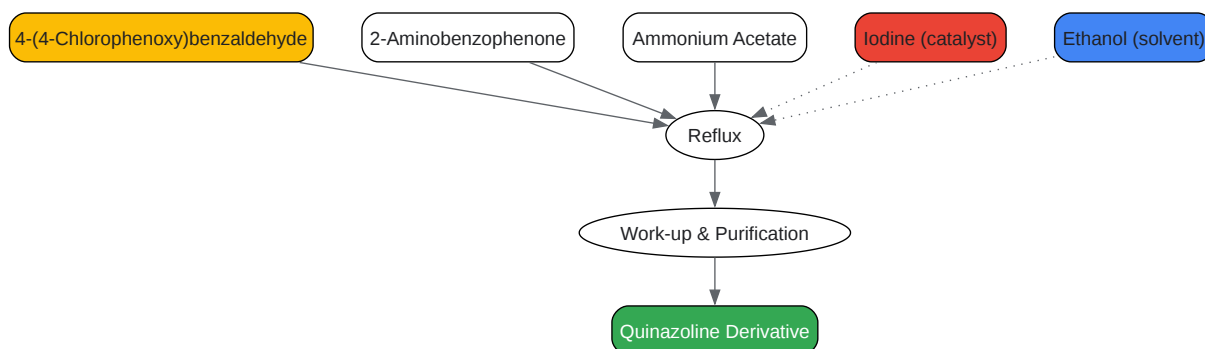 4-(4-Chlorophenoxy)benzaldehyde
2-Aminobenzophenone
Ammonium Acetate
Iodine (catalyst)
Ethanol (solvent)
Reflux
Work-up & Purification
Quinazoline Derivative